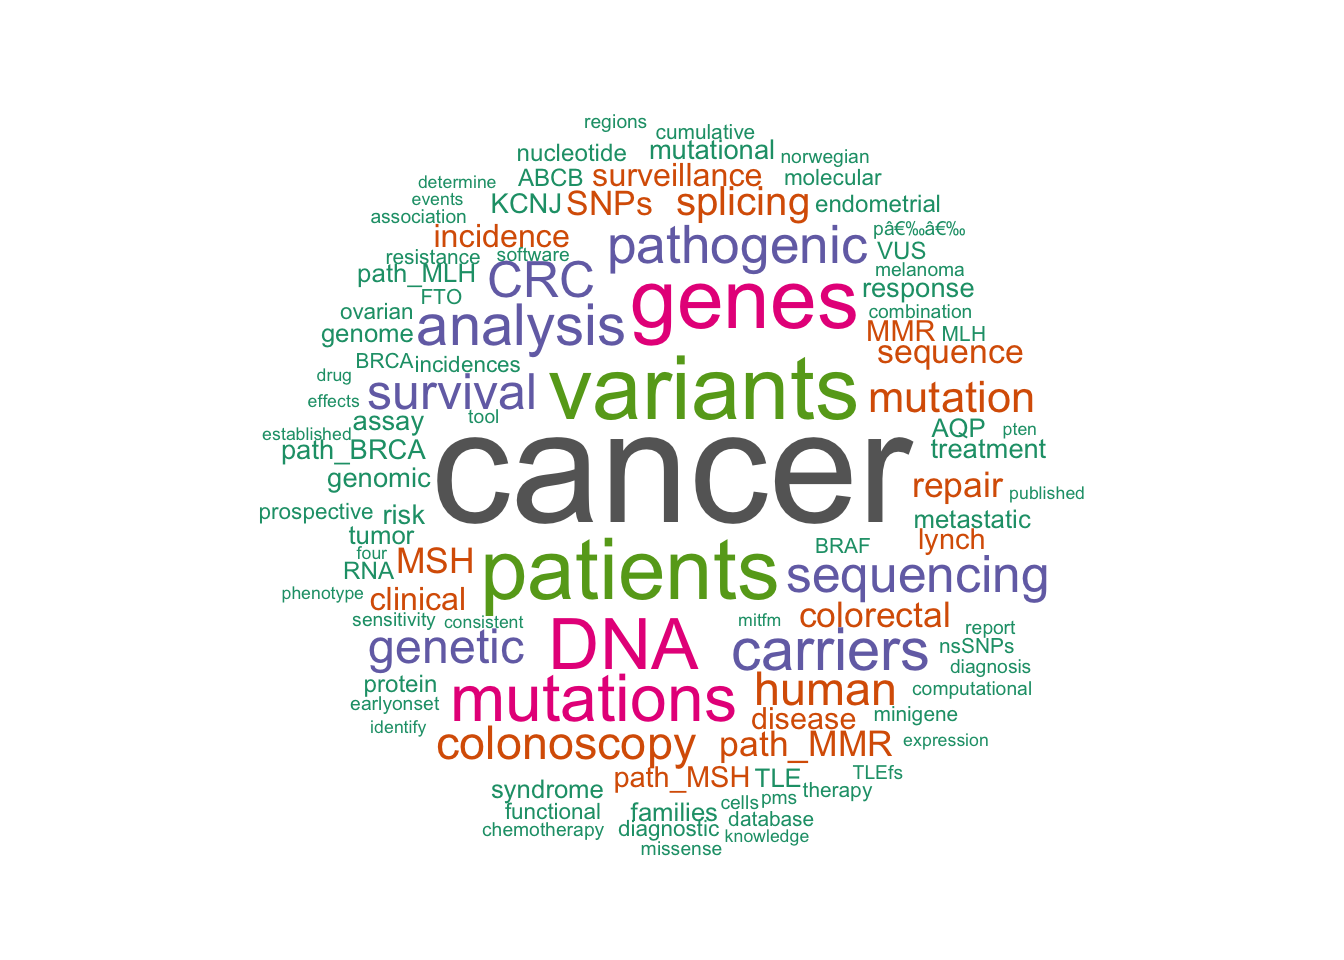 regions
cumulative
nucleotide mutational norwegian
determine ABCB surveillance molecular
events KCNJ SNPs splicing endometrial
association
incidence pathogenic pâ€‰â€‰
resistance software VUS
path_MLH CRC genes melanoma
FTO response
ovarian analysis combination
genome MMR MLH
BRCA incidences sequence
drug survival variants mutation
effects
assay tool AQP pten
established cancer
path_BRCA treatment
genomic repair published
prospective risk metastatic
tumor BRAF lynch
four
RNA MSH patients sequencing
phenotype clinical colorectal
sensitivity consistent mitfm report
genetic DNA carriers nsSNPs
diagnosis
protein mutations human computational
earlyonset disease minigene
identify colonoscopy path_MMR expression
path_MSH TLE TLEfs
syndrome cells pms therapy
functional families database
chemotherapy diagnostic knowledge
missense